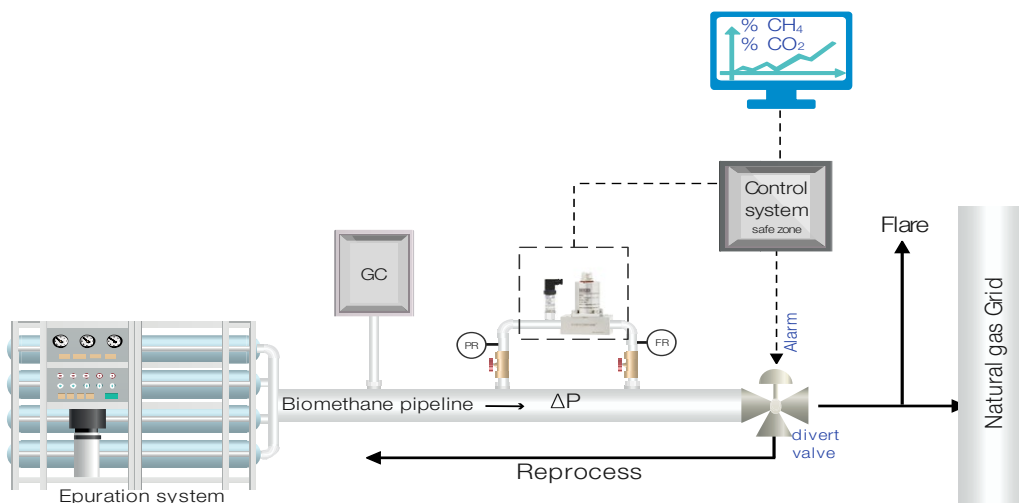 % CH₄
% CO₂
Control
system
safe zone
Flare
GC
PR
FR
Alarm
Natural gas Grid
Biomethane pipeline
ΔP
divert
valve
Reprocess
Epuration system